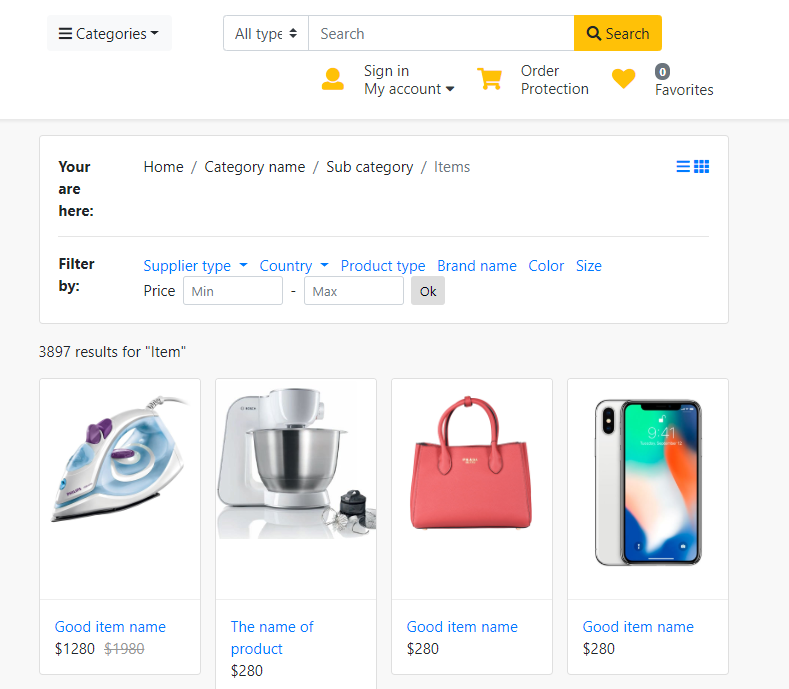 Categories
All type
Search
Search
Sign in
My account
Order
Protection
0
Favorites
Your
are
here:
Home / Category name / Sub category / Items
Filter
by:
Supplier type Country Product type Brand name Color Size
Price Min - Max Ok
3897 results for "Item"
PHILIPS
BOSCH
9:41
Good item name
$1280 $1980
The name of
product
$280
Good item name
$280
Good item name
$280